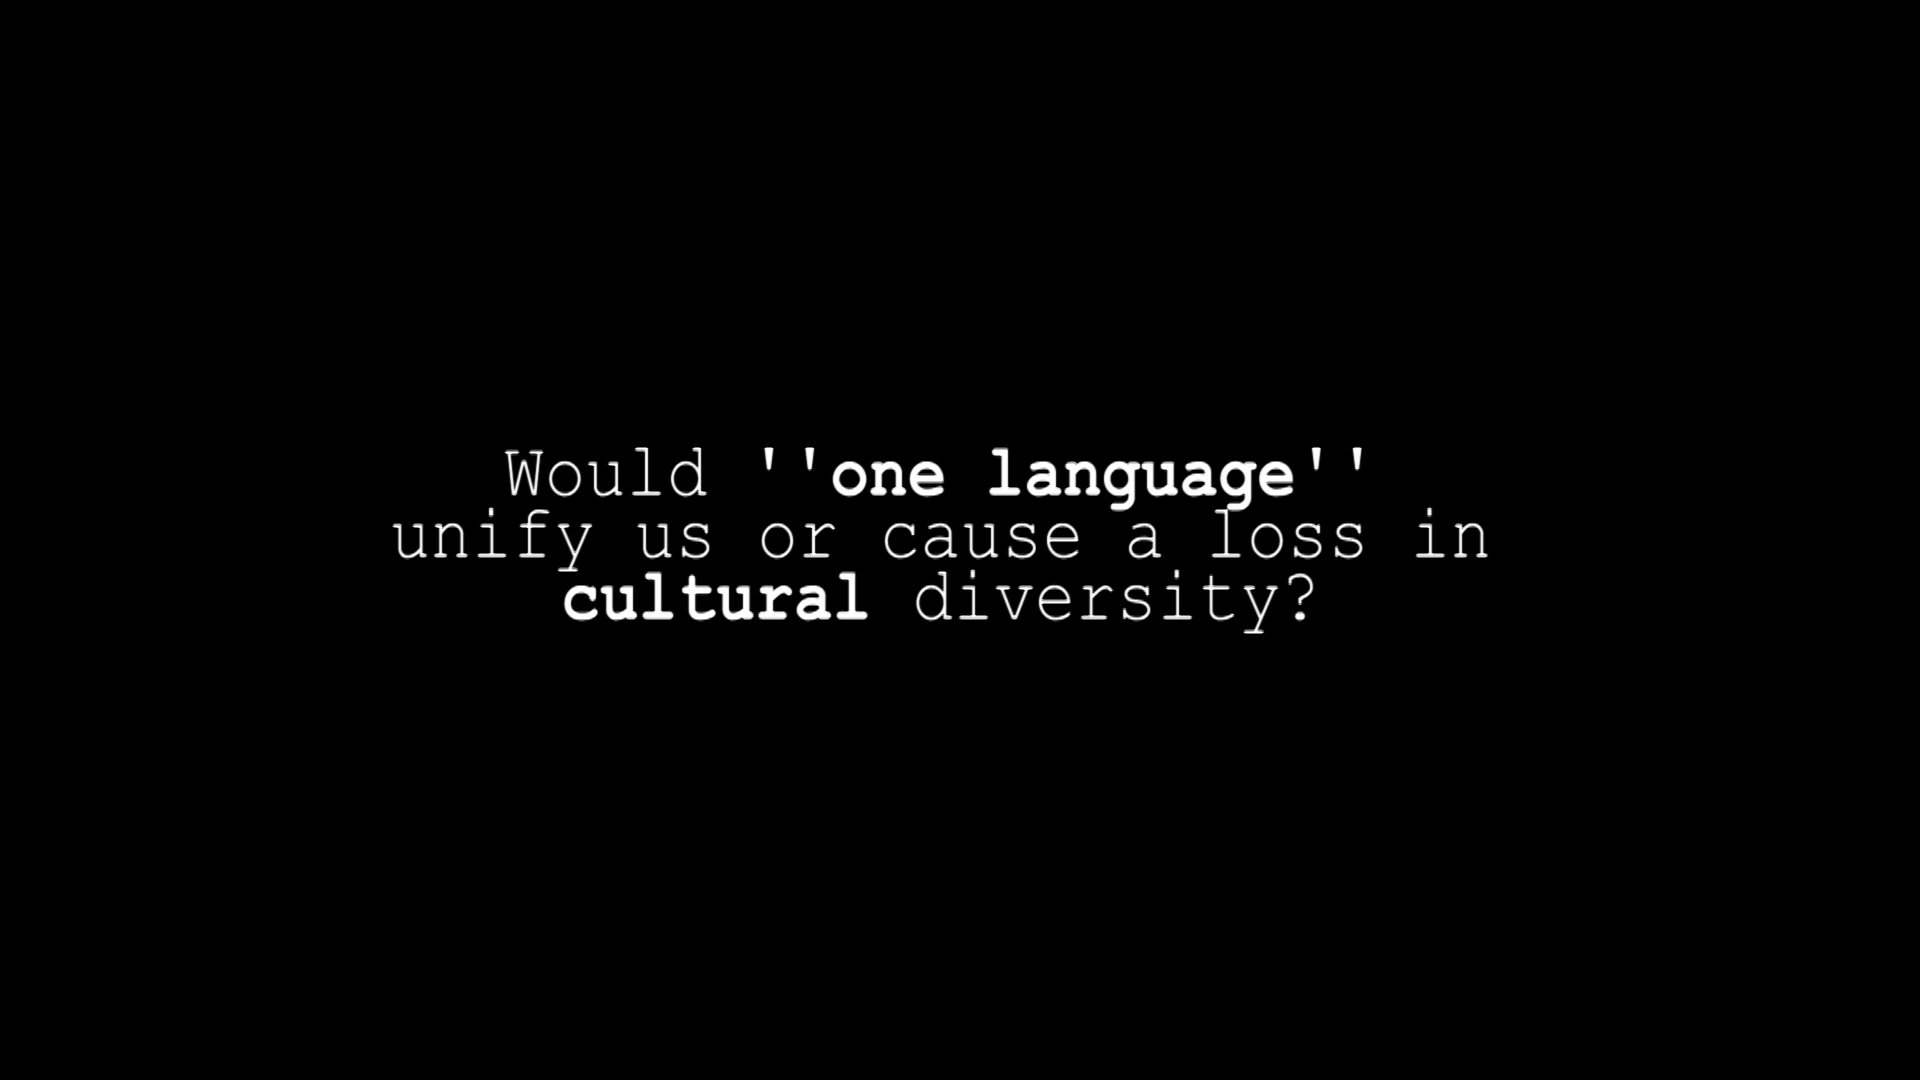 Would ''one language''
unify us or cause a loss in
cultural diversity?